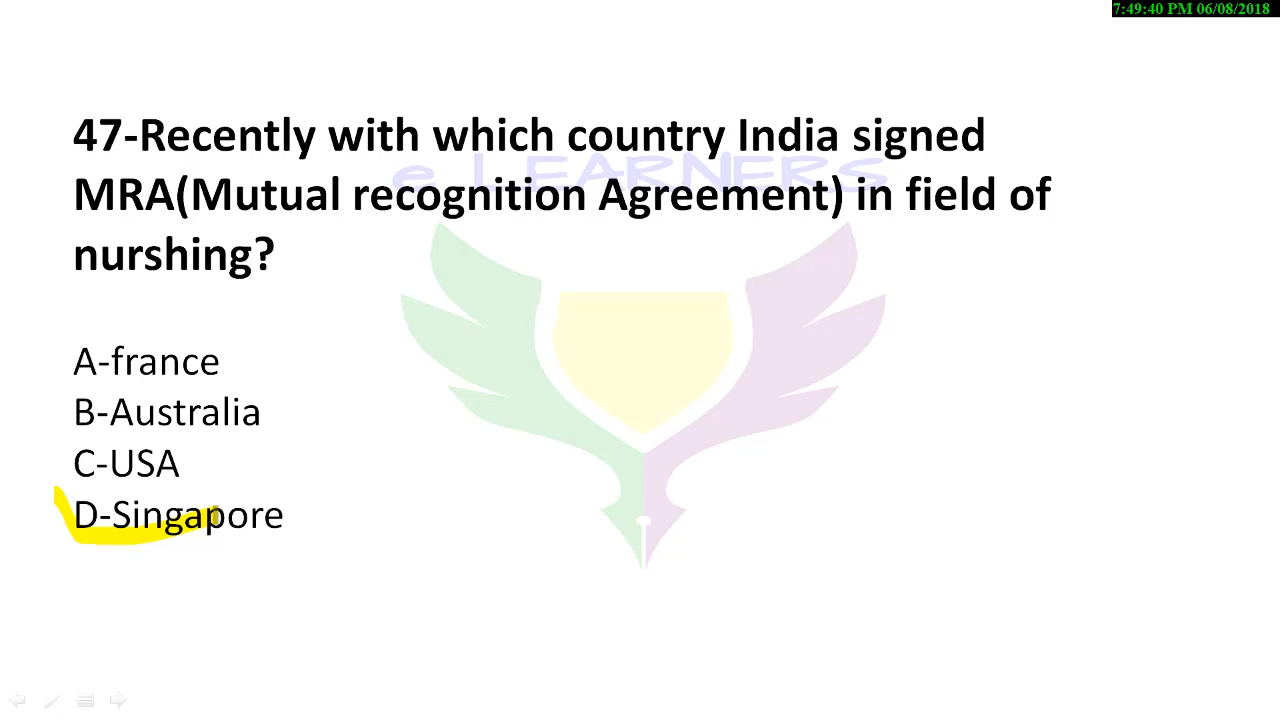 7:49:40 PM 06/08/2018
47-Recently with which country India signed
e LEARNERS
MRA(Mutual recognition Agreement) in field of
nurshing?
A-france
B-Australia
C-USA
D-Singapore